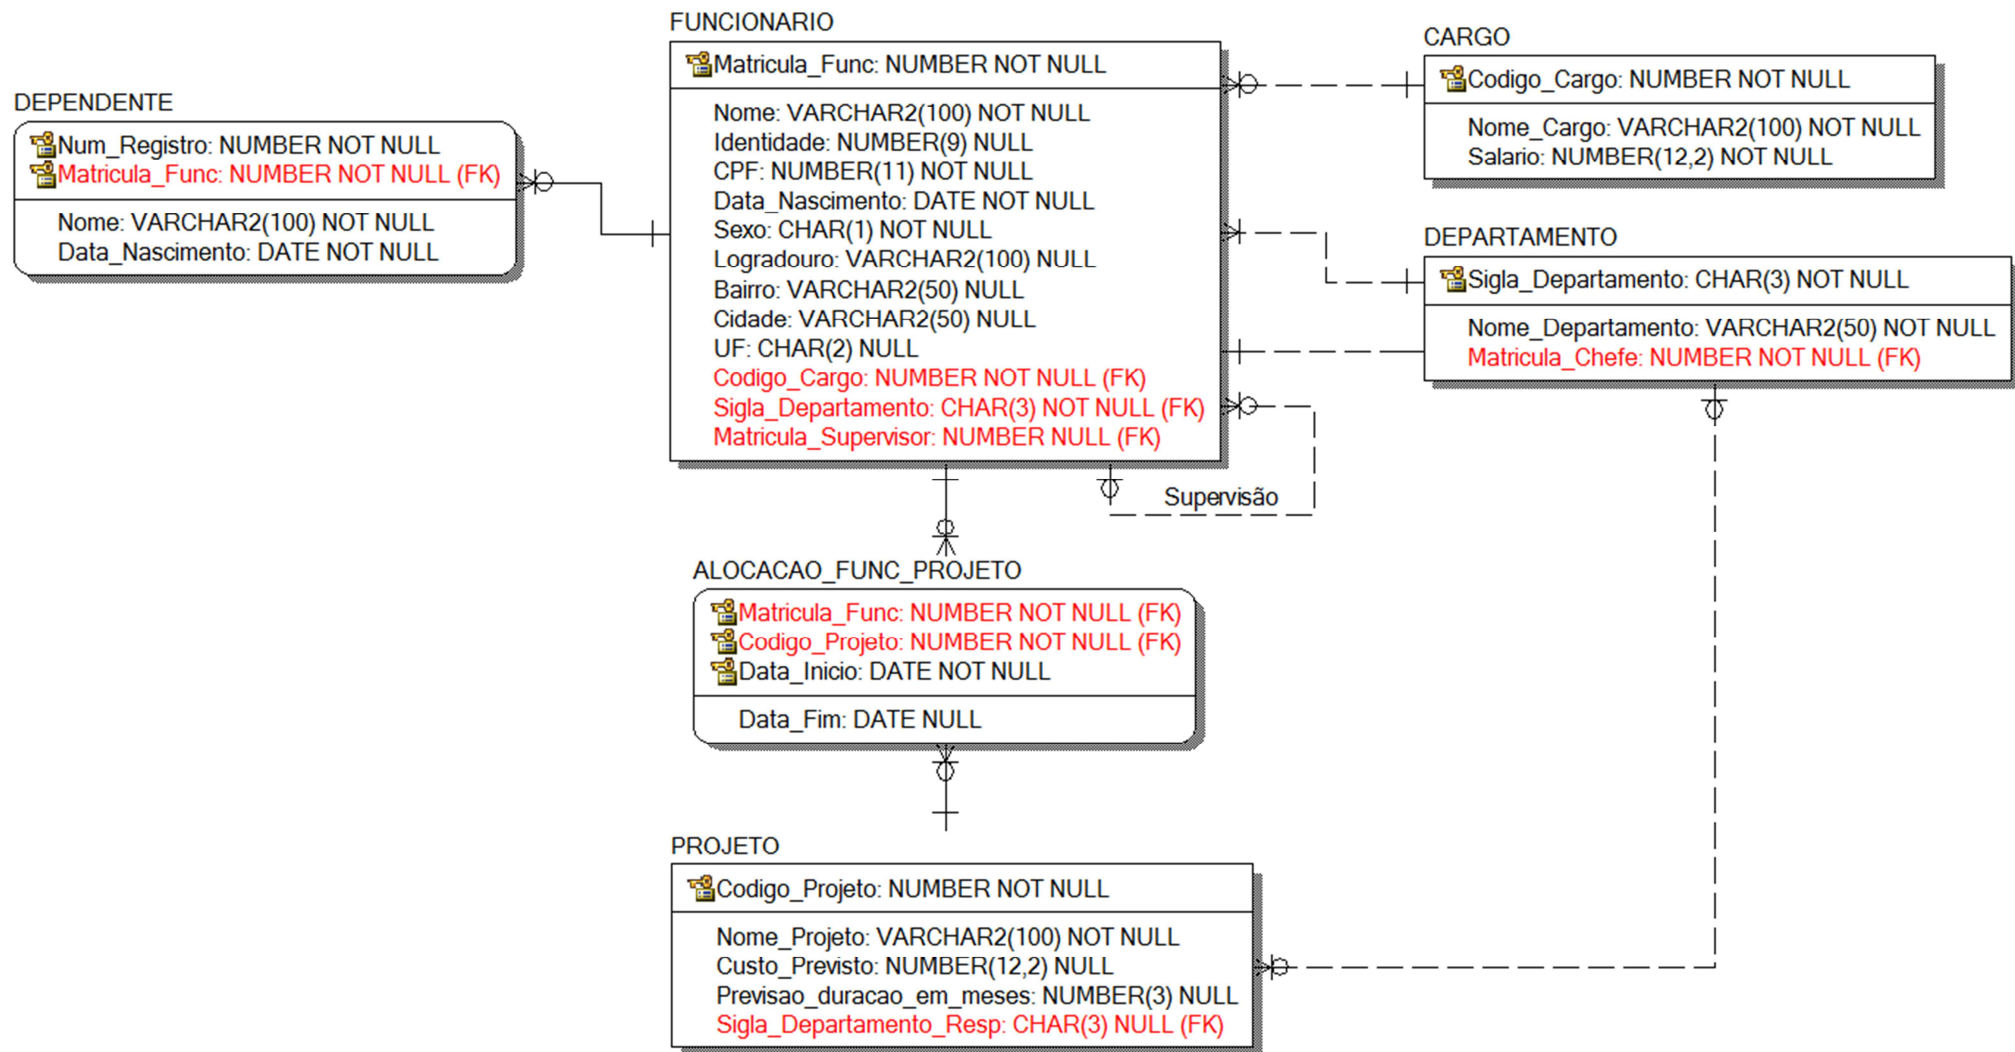 FUNCIONARIO
Matricula_Func: NUMBER NOT NULL
Nome: VARCHAR2(100) NOT NULL
Identidade: NUMBER(9) NULL
CPF: NUMBER(11) NOT NULL
Data_Nascimento: DATE NOT NULL
Sexo: CHAR(1) NOT NULL
Logradouro: VARCHAR2(100) NULL
Bairro: VARCHAR2(50) NULL
Cidade: VARCHAR2(50) NULL
UF: CHAR(2) NULL
Codigo_Cargo: NUMBER NOT NULL (FK)
Sigla_Departamento: CHAR(3) NOT NULL (FK)
Matricula_Supervisor: NUMBER NULL (FK)
CARGO
Codigo_Cargo: NUMBER NOT NULL
Nome_Cargo: VARCHAR2(100) NOT NULL
Salario: NUMBER(12,2) NOT NULL
DEPENDENTE
Num_Registro: NUMBER NOT NULL
Matricula_Func: NUMBER NOT NULL (FK)
Nome: VARCHAR2(100) NOT NULL
Data_Nascimento: DATE NOT NULL
DEPARTAMENTO
Sigla_Departamento: CHAR(3) NOT NULL
Nome_Departamento: VARCHAR2(50) NOT NULL
Matricula_Chefe: NUMBER NOT NULL (FK)
Supervisão
ALOCACAO_FUNC_PROJETO
Matricula_Func: NUMBER NOT NULL (FK)
Codigo_Projeto: NUMBER NOT NULL (FK)
Data_Inicio: DATE NOT NULL
Data_Fim: DATE NULL
PROJETO
Codigo_Projeto: NUMBER NOT NULL
Nome_Projeto: VARCHAR2(100) NOT NULL
Custo_Previsto: NUMBER(12,2) NULL
Previsao_duracao_em_meses: NUMBER(3) NULL
Sigla_Departamento_Resp: CHAR(3) NULL (FK)